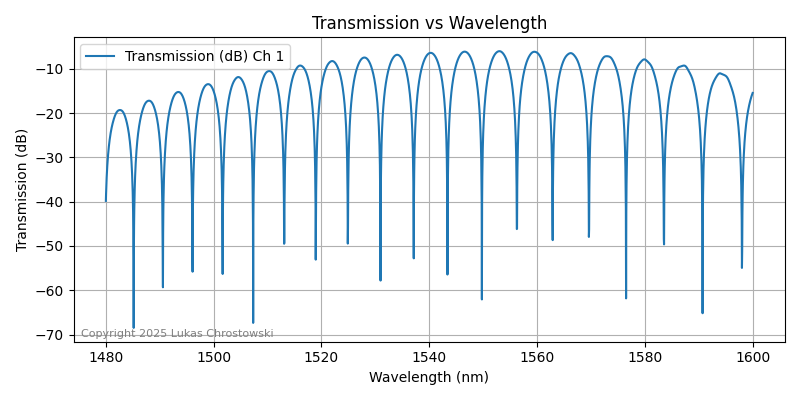 Transmission vs Wavelength
Transmission (dB) Ch 1
Transmission (dB)
−10
−20
−30
−40
−50
−60
−70
Copyright 2025 Lukas Chrostowski
1480 1500 1520 1540 1560 1580 1600
Wavelength (nm)